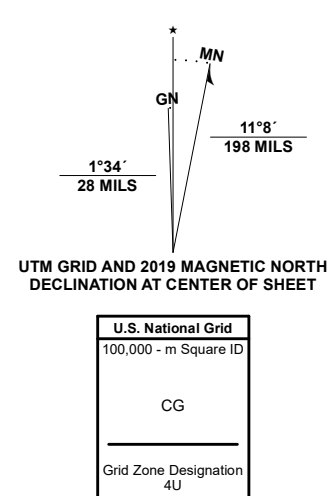 ★
MN
GN
11°8´
198 MILS
1°34´
28 MILS
UTM GRID AND 2019 MAGNETIC NORTH
DECLINATION AT CENTER OF SHEET
U.S. National Grid
100,000 - m Square ID
CG
Grid Zone Designation
4U